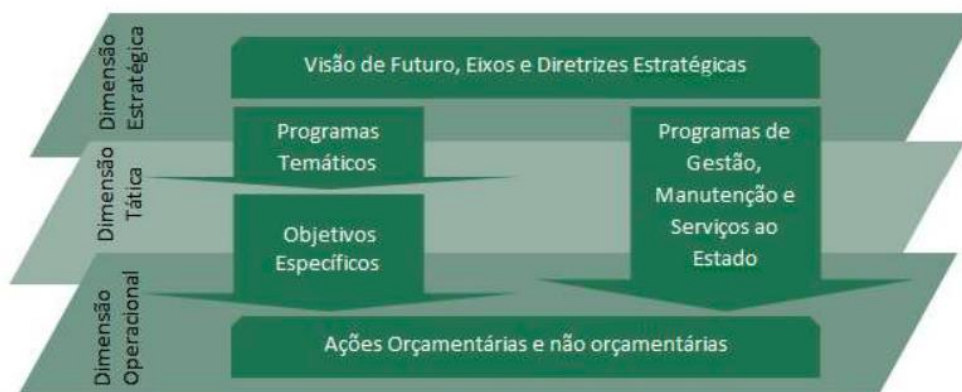 Dimensão
Estratégica
Visão de Futuro, Eixos e Diretrizes Estratégicas
Programas
Temáticos
Programas de
Gestão,
Manutenção e
Serviços ao
Estado
Dimensão
Tática
Objetivos
Específicos
Dimensão
Operacional
Ações Orçamentárias e não orçamentárias